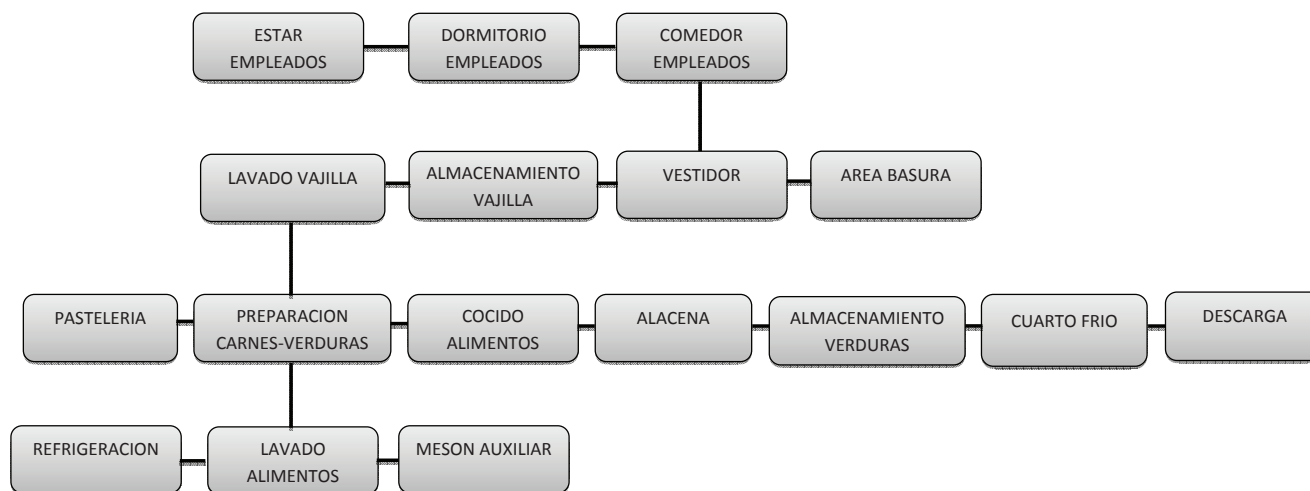 ESTAR
EMPLEADOS
DORMITORIO
EMPLEADOS
COMEDOR
EMPLEADOS
LAVADO VAJILLA
ALMACENAMIENTO
VAJILLA
VESTIDOR
AREA BASURA
PASTELERIA
PREPARACION
CARNES-VERDURAS
COCIDO
ALIMENTOS
ALACENA
ALMACENAMIENTO
VERDURAS
CUARTO FRIO
DESCARGA
REFRIGERACION
LAVADO
ALIMENTOS
MESON AUXILIAR